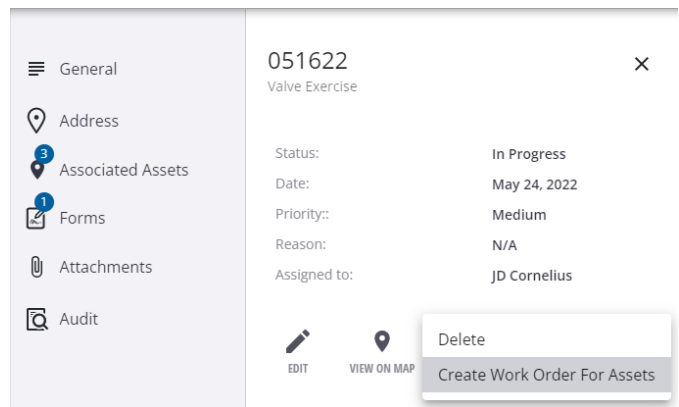 General
Address
3
Associated Assets
1
Forms
Attachments
Audit
051622
Valve Exercise
Status: In Progress
Date: May 24, 2022
Priority:: Medium
Reason: N/A
Assigned to: JD Cornelius
EDIT
VIEW ON MAP
Delete
Create Work Order For Assets